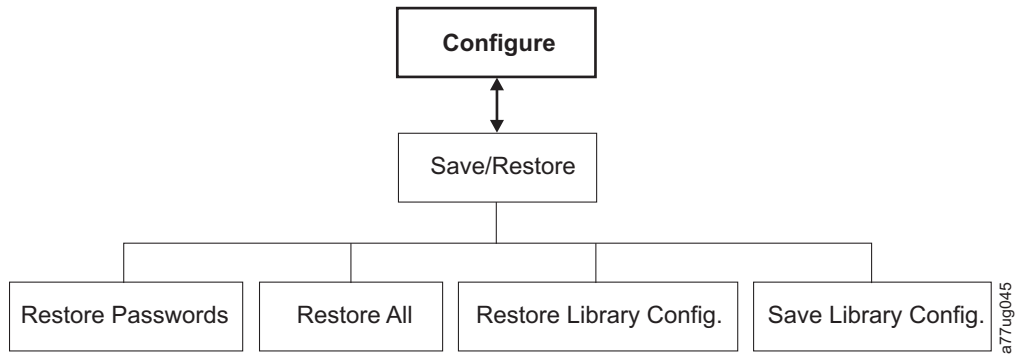 Configure
Save/Restore
Restore Passwords
Restore All
Restore Library Config.
Save Library Config.
a77ug045